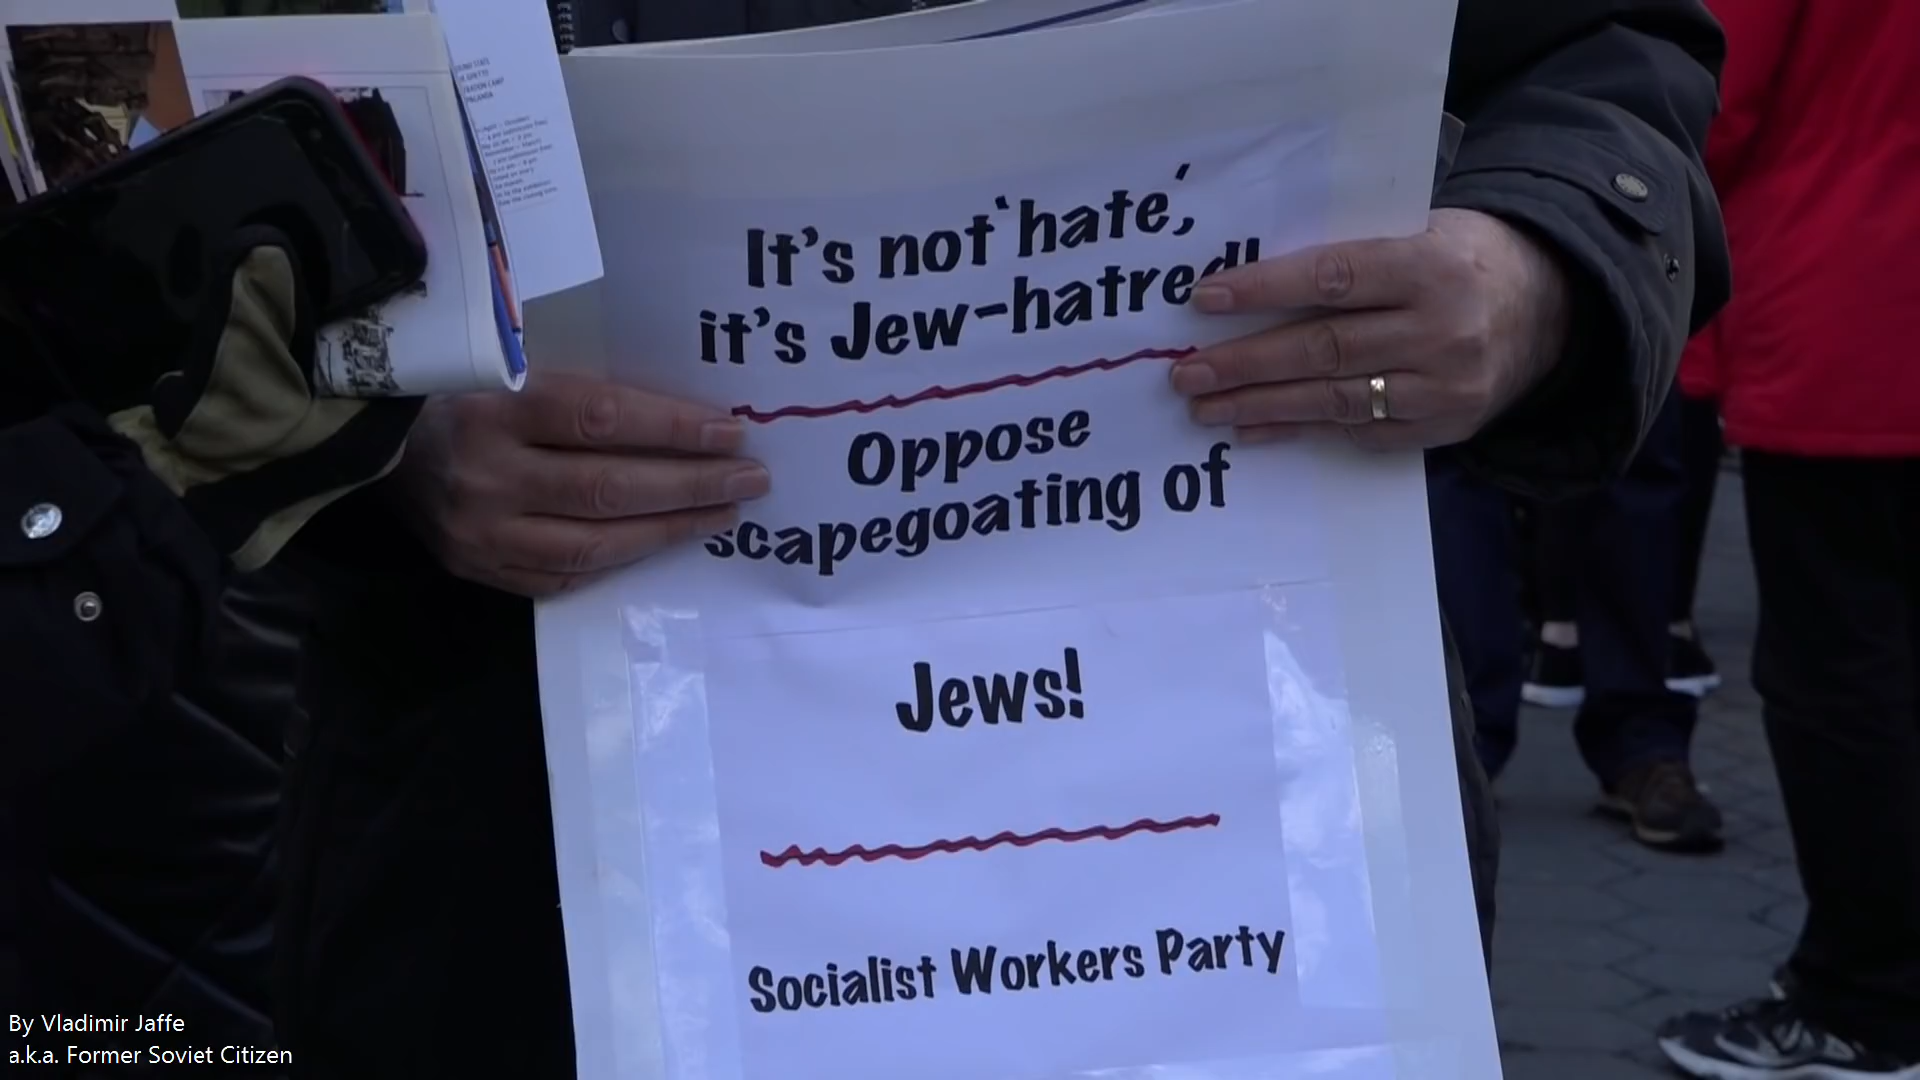 It's not 'hate,'
it's Jew-hatred!
Oppose
scapegoating of
Jews!
Socialist Workers Party
By Vladimir Jaffe
a.k.a. Former Soviet Citizen